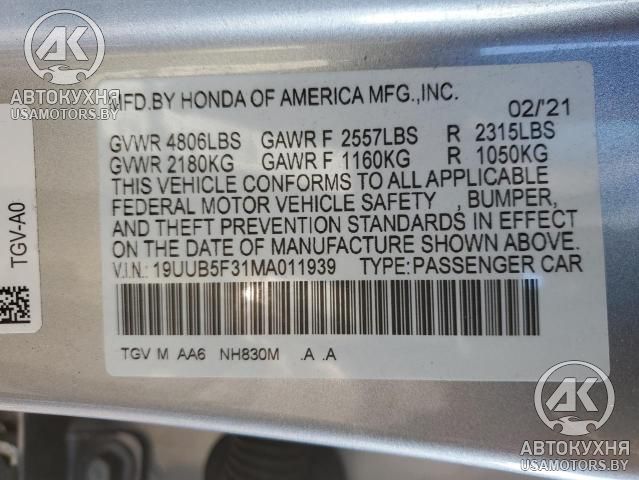 АК
АВТОКУХНЯ
USAMOTORS.BY
MFD.BY HONDA OF AMERICA MFG.,INC.
02/'21
GVWR 4806LBS GAWR F 2557LBS R 2315LBS
GVWR 2180KG GAWR F 1160KG R 1050KG
THIS VEHICLE CONFORMS TO ALL APPLICABLE
FEDERAL MOTOR VEHICLE SAFETY , BUMPER,
AND THEFT PREVENTION STANDARDS IN EFFECT
ON THE DATE OF MANUFACTURE SHOWN ABOVE.
V.I.N.: 19UUB5F31MA011939 TYPE:PASSENGER CAR
TGV M AA6 NH830M .A .A
TGV-A0
АК
АВТОКУХНЯ
USAMOTORS.BY